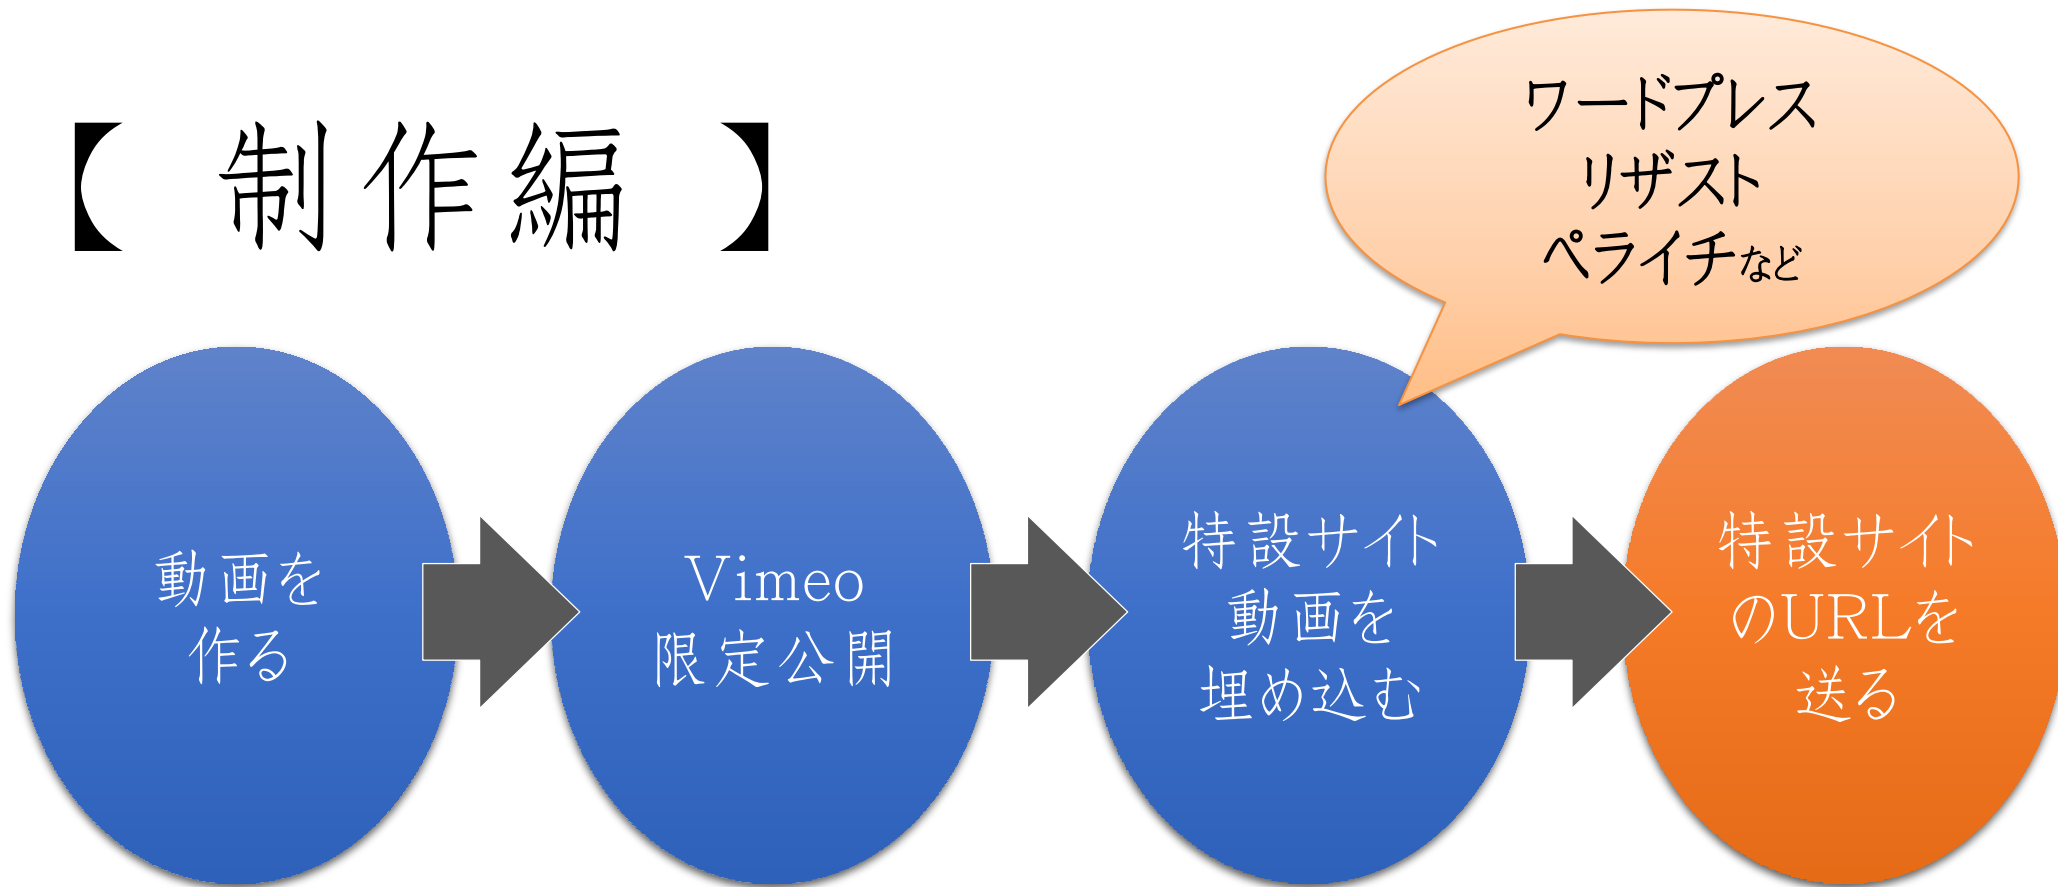 【 制作編 】
ワードプレス
リザスト
ペライチなど
動画を
作る
Vimeo
限定公開
特設サイト
動画を
埋め込む
特設サイト
のURLを
送る